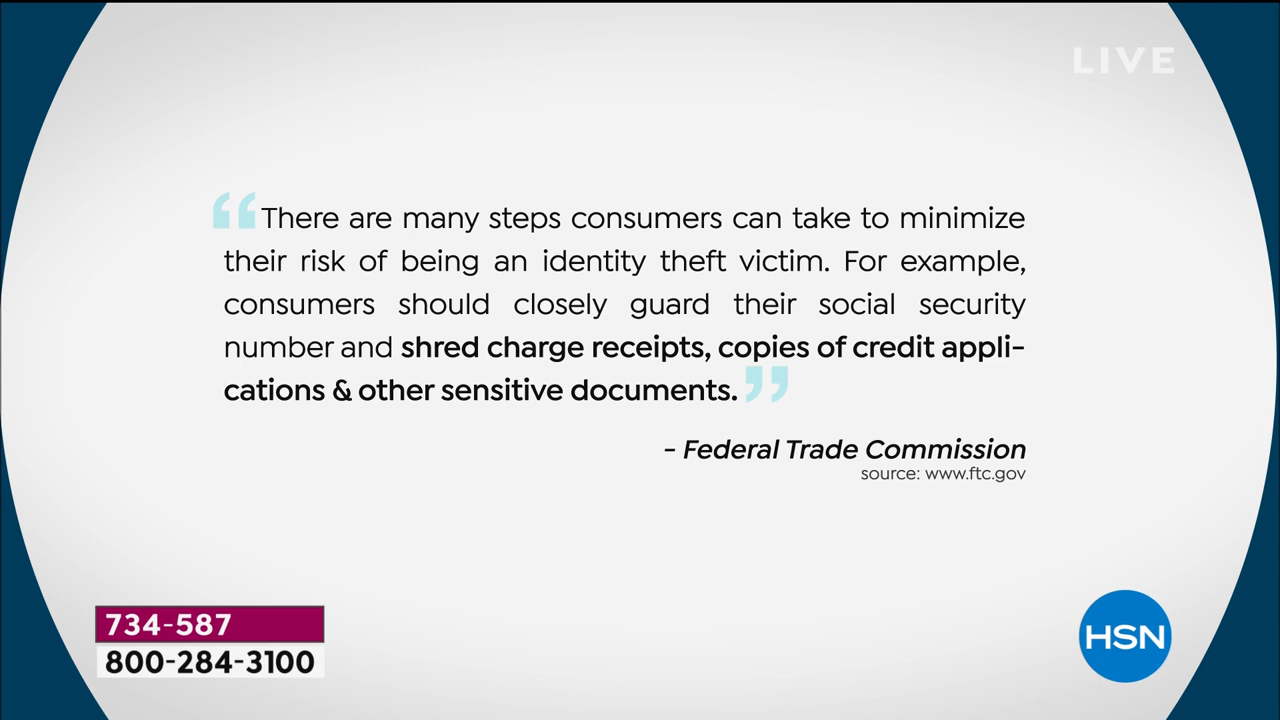 LIVE
“There are many steps consumers can take to minimize
their risk of being an identity theft victim. For example,
consumers should closely guard their social security
number and shred charge receipts, copies of credit appli-
cations & other sensitive documents.”
- Federal Trade Commission
source: www.ftc.gov
734-587
800-284-3100
HSN